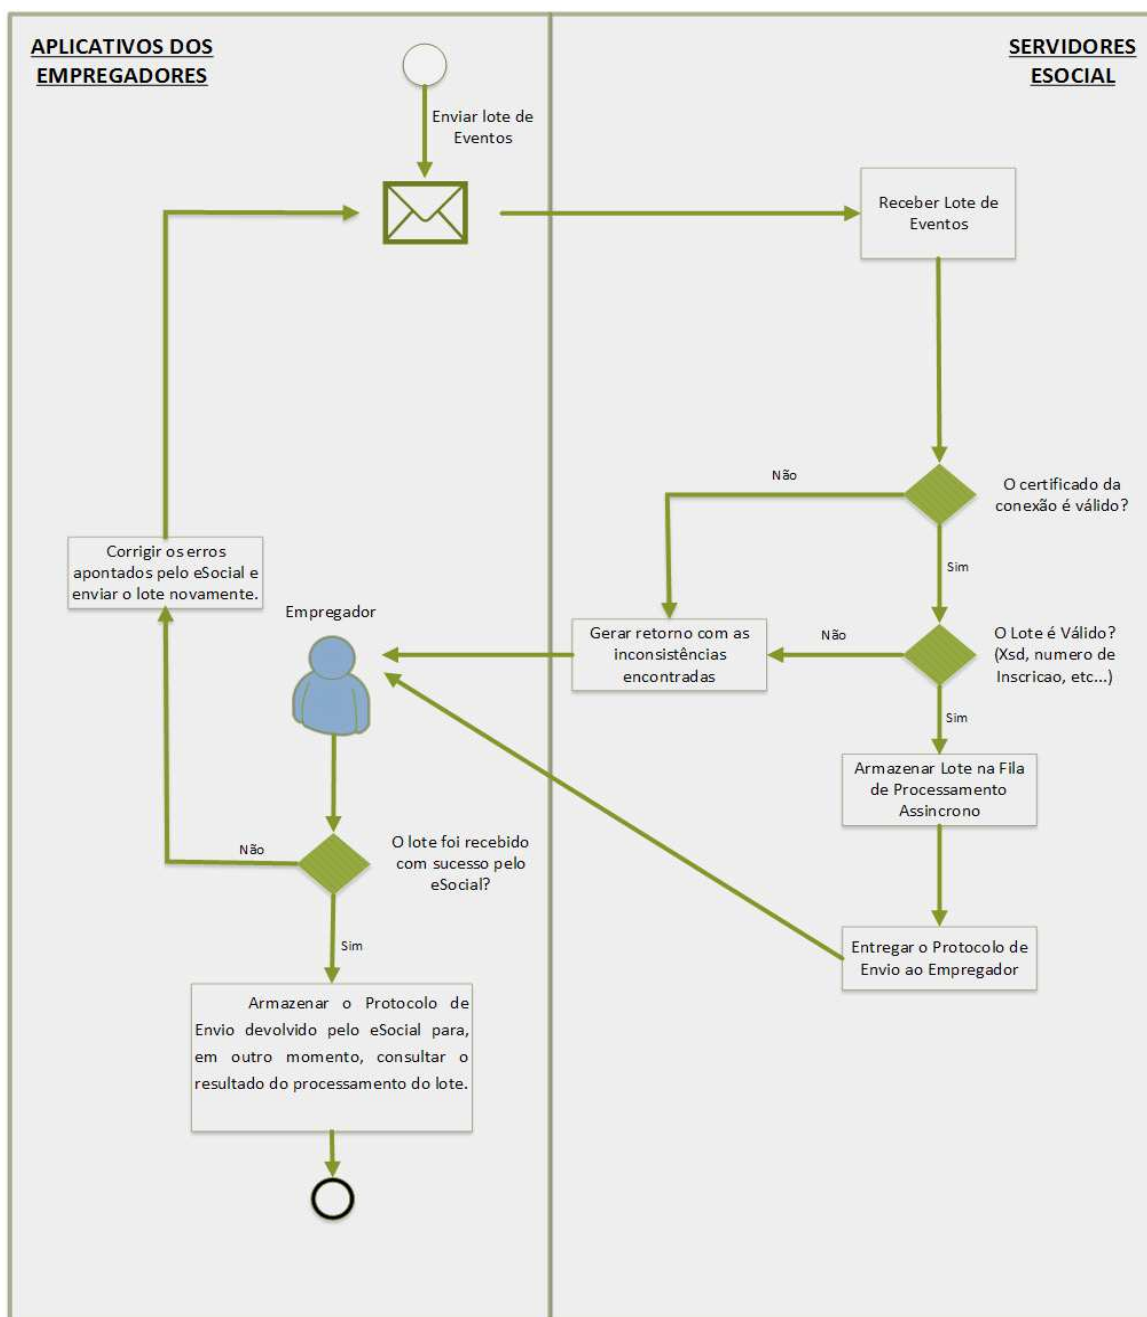 APLICATIVOS DOS
EMPREGADORES
SERVIDORES
ESOCIAL
Enviar lote de
Eventos
Receber Lote de
Eventos
Não
O certificado da
conexão é válido?
Sim
Corrigir os erros
apontados pelo eSocial e
enviar o lote novamente.
Empregador
Gerar retorno com as
inconsistências
encontradas
Não
O Lote é Válido?
(Xsd, numero de
Inscricao, etc...)
Sim
Armazenar Lote na Fila
de Processamento
Assincrono
Não
O lote foi recebido
com sucesso pelo
eSocial?
Sim
Entregar o Protocolo de
Envio ao Empregador
Armazenar o Protocolo de
Envio devolvido pelo eSocial para,
em outro momento, consultar o
resultado do processamento do lote.